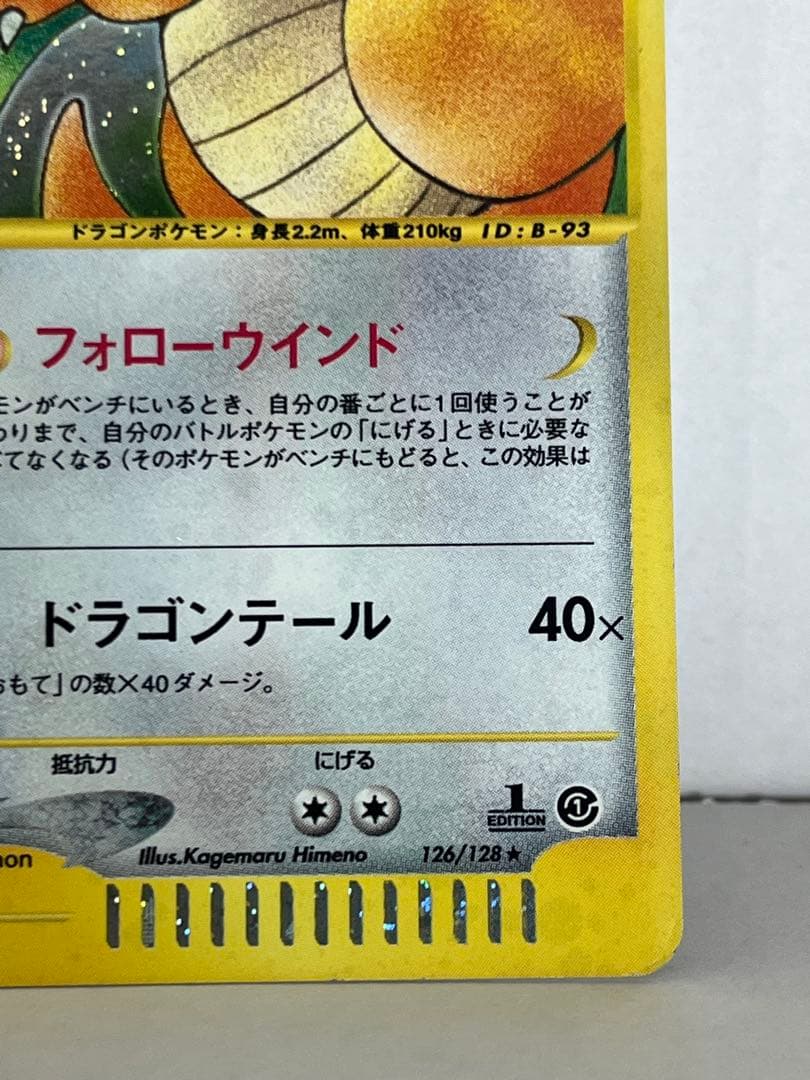 ドラゴンポケモン：身長2.2m、体重210kg ID:B-93
フォローウインド
モンがベンチにいるとき、自分の番ごとに1回使うことが
わりまで、自分のバトルポケモンの「にげる」ときに必要な
てなくなる（そのポケモンがベンチにもどると、この効果は
ドラゴンテール 40×
おもて」の数×40ダメージ。
抵抗力 にげる
1
EDITION
Illus.Kagemaru Himeno 126/128★